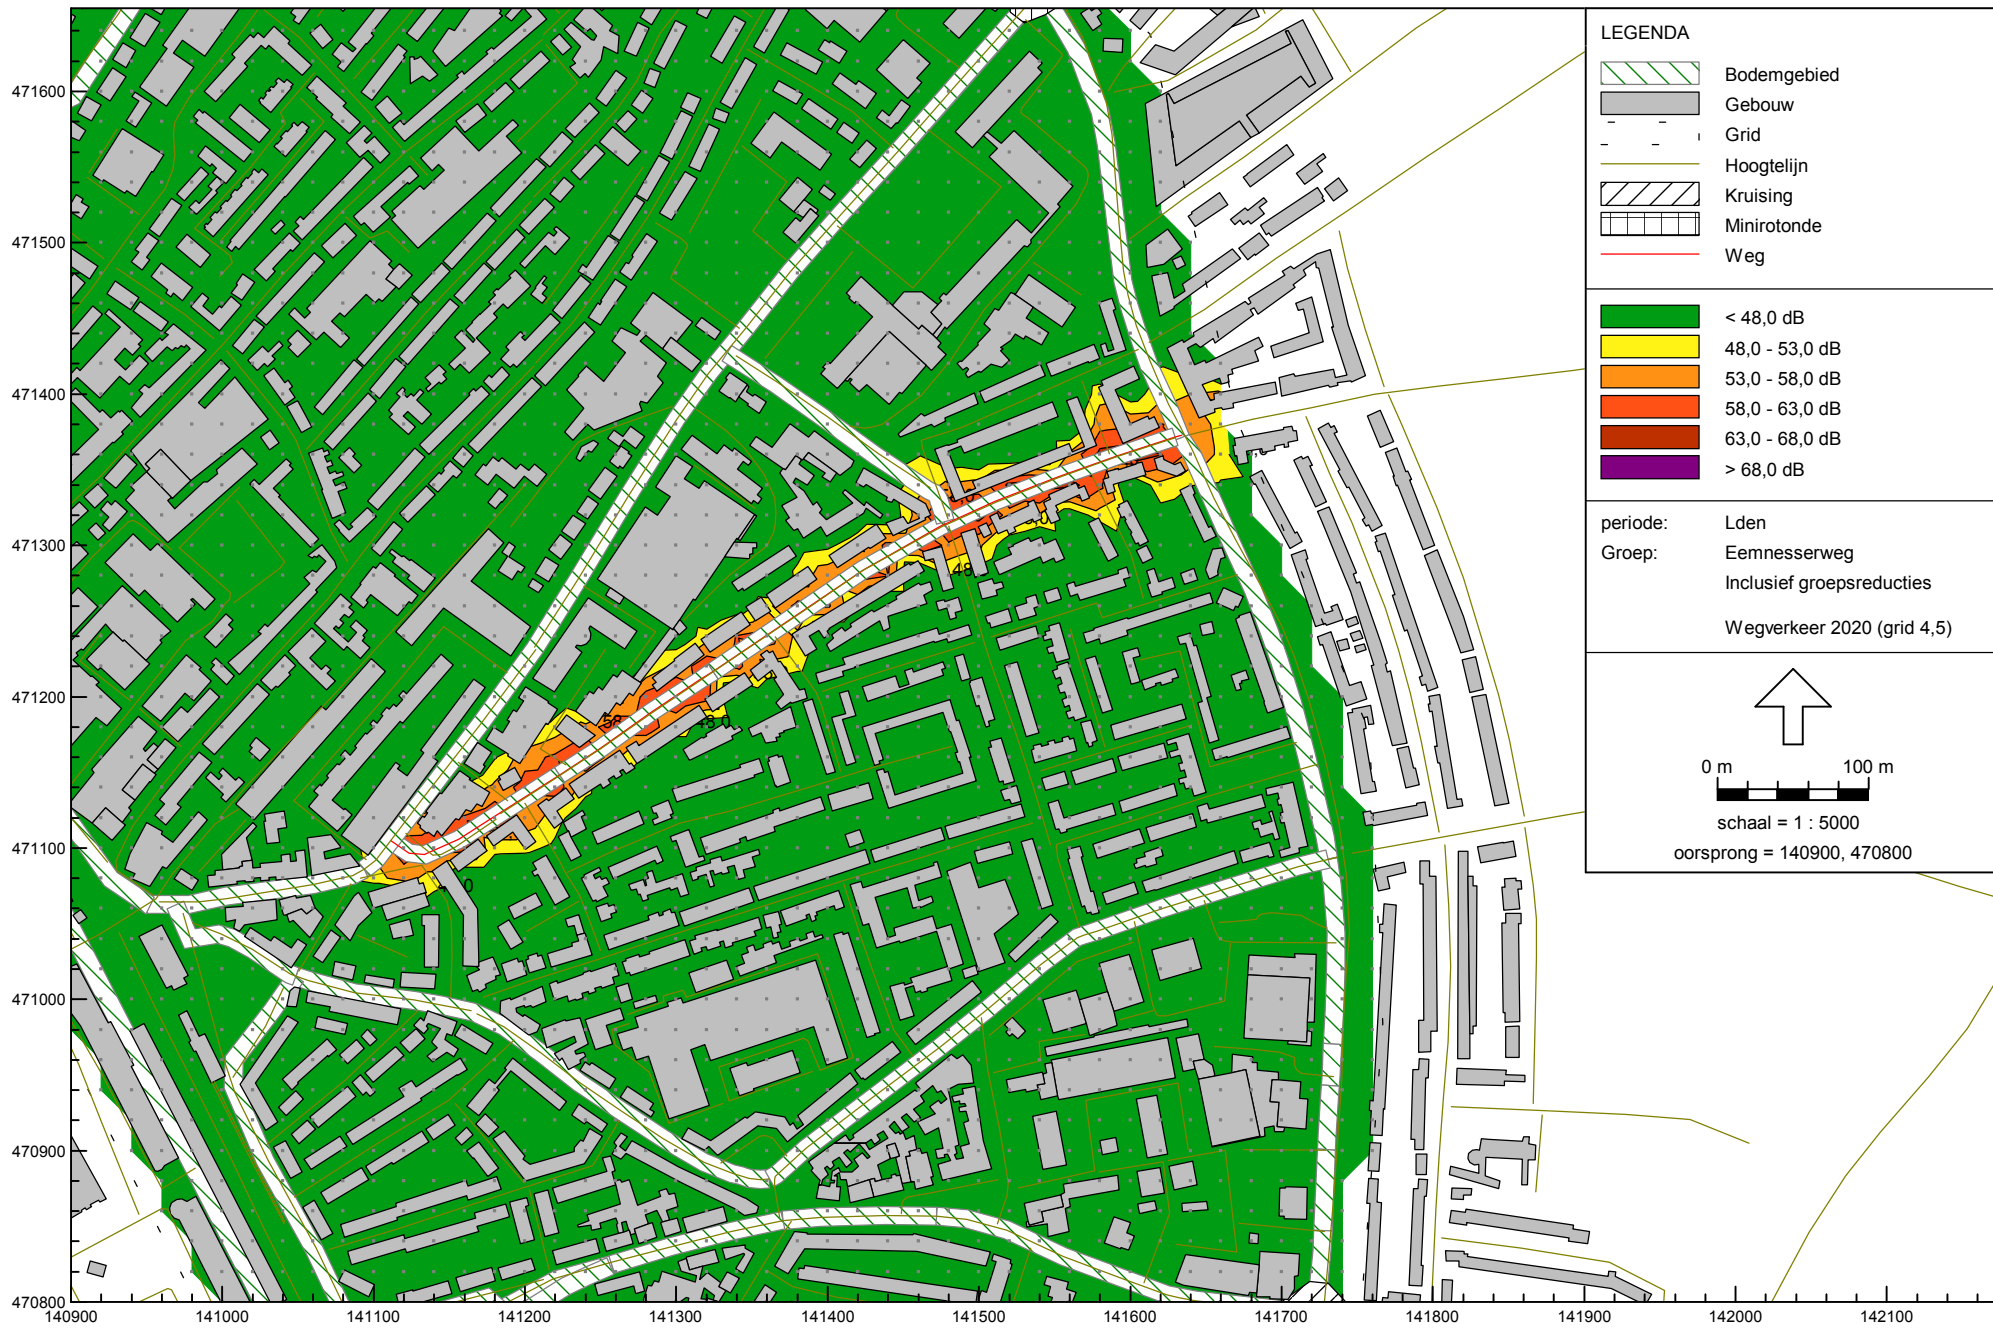 LEGENDA
Bodemgebied
Gebouw
Grid
Hoogtelijn
Kruising
Minirotonde
Weg
< 48,0 dB
48,0 - 53,0 dB
53,0 - 58,0 dB
58,0 - 63,0 dB
63,0 - 68,0 dB
> 68,0 dB
periode: Lden
Groep: Eemnesserweg
Inclusief groepsreducties
Wegverkeer 2020 (grid 4,5)
0 m 100 m
schaal = 1 : 5000
oorsprong = 140900, 470800
471600
471500
471400
471300
471200
471100
471000
470900
470800
58
48
140900 141000 141100 141200 141300 141400 141500 141600 141700 141800 141900 142000 142100